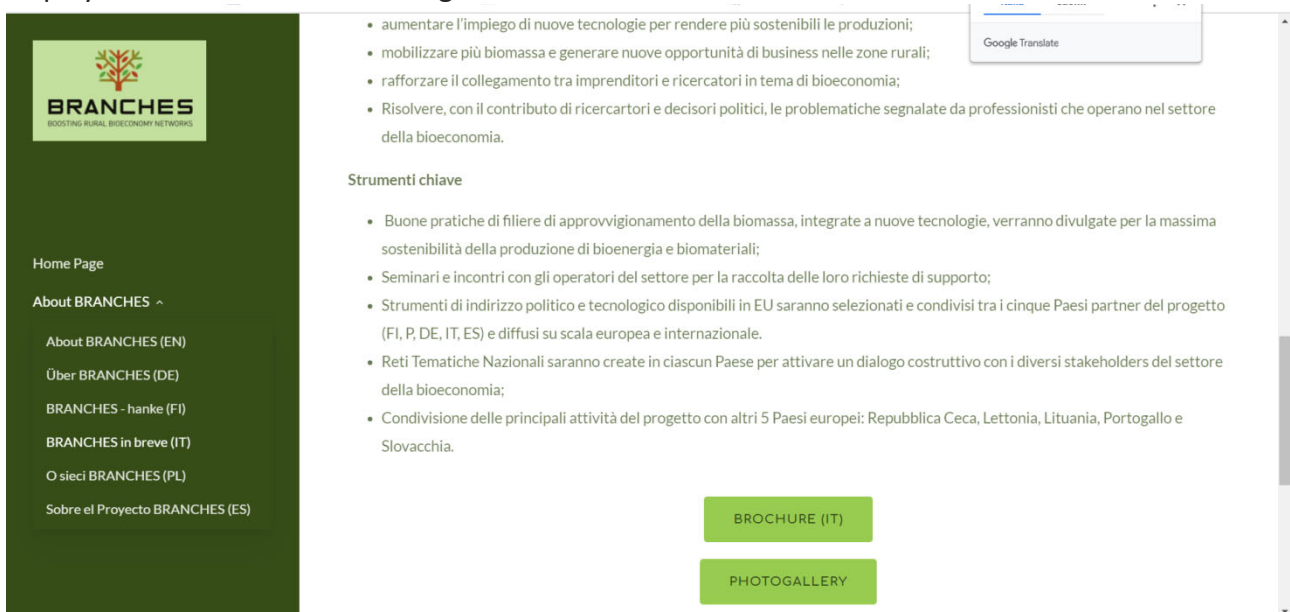 BRANCHES
BOOSTING RURAL BIOECONOMY NETWORKS
Home Page
About BRANCHES
About BRANCHES (EN)
Über BRANCHES (DE)
BRANCHES - hanke (FI)
BRANCHES in breve (IT)
O sieci BRANCHES (PL)
Sobre el Proyecto BRANCHES (ES)
Google Translate
• aumentare l'impiego di nuove tecnologie per rendere più sostenibili le produzioni;
• mobilizzare più biomassa e generare nuove opportunità di business nelle zone rurali;
• rafforzare il collegamento tra imprenditori e ricercatori in tema di bioeconomia;
• Risolvere, con il contributo di ricercartori e decisori politici, le problematiche segnalate da professionisti che operano nel settore
della bioeconomia.
Strumenti chiave
• Buone pratiche di filiere di approvvigionamento della biomassa, integrate a nuove tecnologie, verranno divulgate per la massima
sostenibilità della produzione di bioenergia e biomateriali;
• Seminari e incontri con gli operatori del settore per la raccolta delle loro richieste di supporto;
• Strumenti di indirizzo politico e tecnologico disponibili in EU saranno selezionati e condivisi tra i cinque Paesi partner del progetto
(FI, P, DE, IT, ES) e diffusi su scala europea e internazionale.
• Reti Tematiche Nazionali saranno create in ciascun Paese per attivare un dialogo costruttivo con i diversi stakeholders del settore
della bioeconomia;
• Condivisione delle principali attività del progetto con altri 5 Paesi europei: Repubblica Ceca, Lettonia, Lituania, Portogallo e
Slovacchia.
BROCHURE (IT)
PHOTOGALLERY